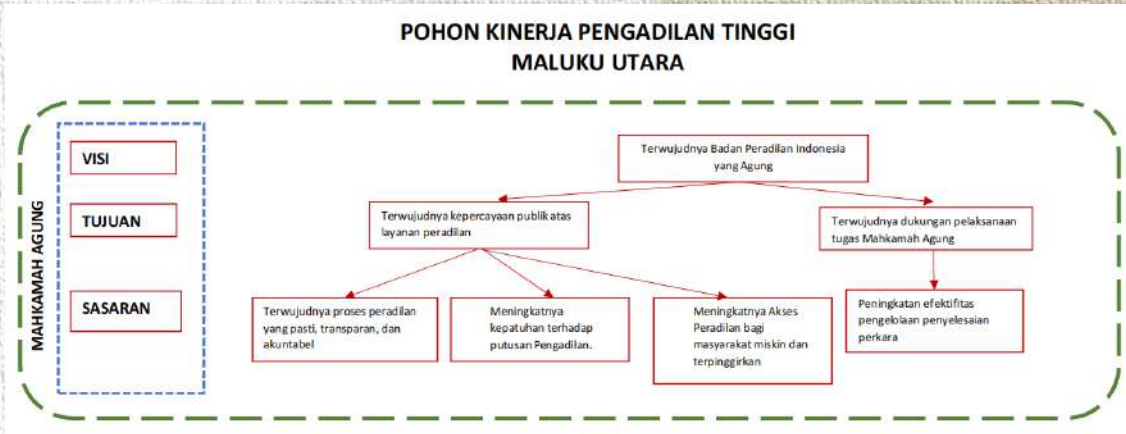 POHON KINERJA PENGADILAN TINGGI
MALUKU UTARA
MAHKAMAH AGUNG
VISI
Terwujudnya Badan Peradilan Indonesia
yang Agung
TUJUAN
Terwujudnya kepercayaan publik atas
layanan peradilan
Terwujudnya dukungan pelaksanaan
tugas Mahkamah Agung
SASARAN
Terwujudnya proses peradilan
yang pasti, transparan, dan
akuntabel
Meningkatnya
kepatuhan terhadap
putusan Pengadilan.
Meningkatnya Akses
Peradilan bagi
masyarakat miskin dan
terpinggirkan
Peningkatan efektifitas
pengelolaan penyelesaian
perkara